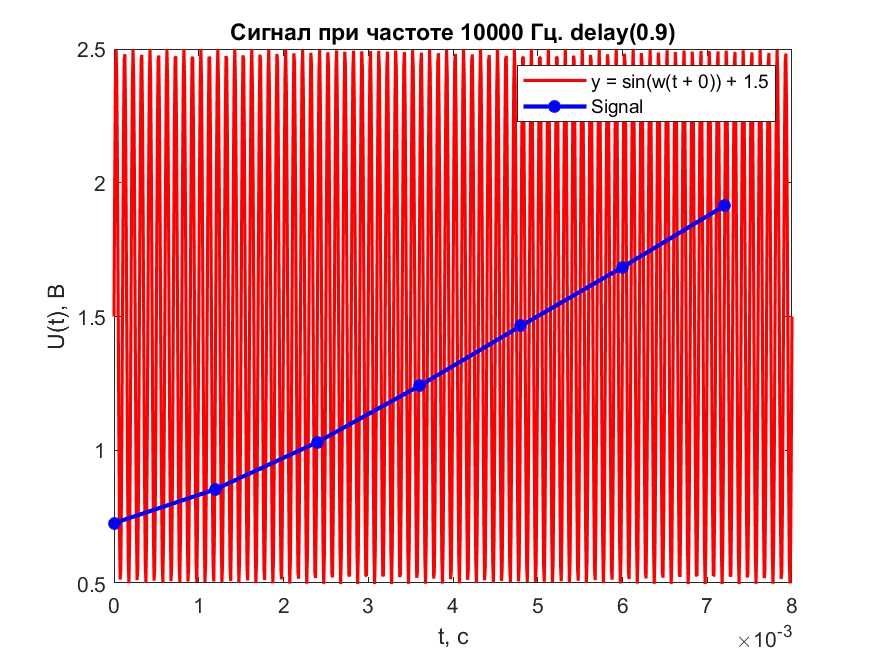 Сигнал при частоте 10000 Гц. delay(0.9)
y = sin(w(t + 0)) + 1.5
Signal
U(t), В
2.5
2
1.5
1
0.5
0 1 2 3 4 5 6 7 8
t, с
×10⁻³